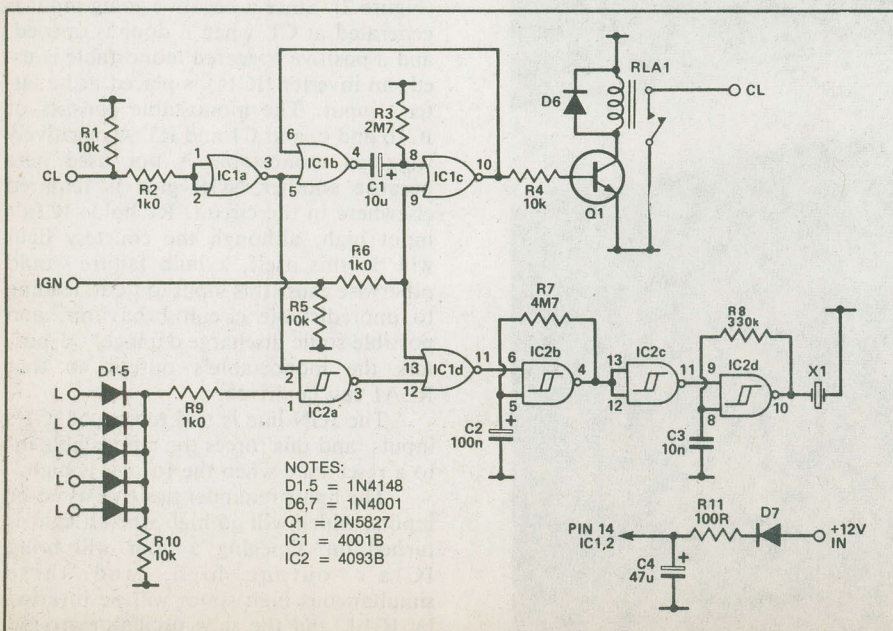 RLA1
D6
CL
R3
2M7
R1
10k
6
4
8
10
1
IC1b
IC1c
CL
IC1a
5
C1
10u
+
9
R4
10k
2
R2
1k0
Q1
R6
1k0
IGN
R7
4M7
R8
330k
R5
10k
13
11
6
IC2b
IC2c
IC2d
IC1d
4
13
11
9
X1
D1-5
2
12
5
12
10
L
R9
1k0
3
8
L
1
IC2a
C2
100n
+
C3
10n
L
L
NOTES:
D1.5 = 1N4148
D6,7 = 1N4001
Q1 = 2N5827
IC1 = 4001B
IC2 = 4093B
L
R10
10k
R11
100R
D7
PIN 14
IC1,2
+12V
IN
C4
47u
+